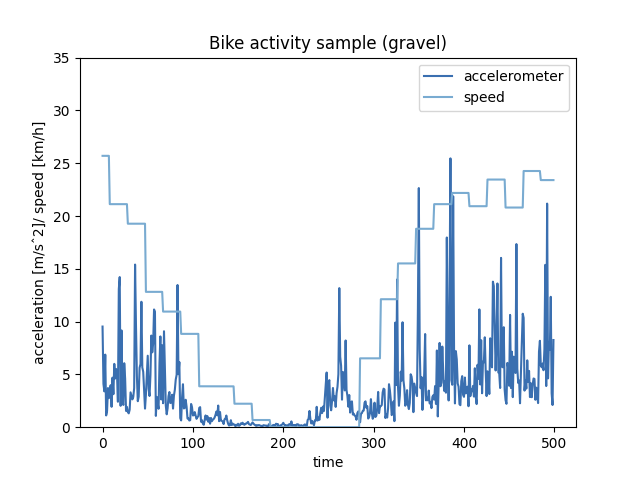 Bike activity sample (gravel)
accelerometer
speed
acceleration [m/s^2]/ speed [km/h]
35
30
25
20
15
10
5
0
0 100 200 300 400 500
time